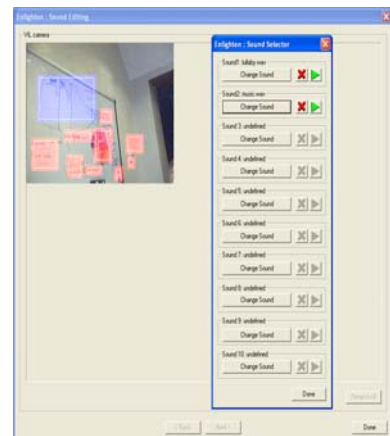 Enlighten : Sound Editing
Enlighten : Sound Selector
Sound1: lullaby.wav
Change Sound
Sound2: music.wav
Change Sound
Sound 3: undefined
Change Sound
Sound 4: undefined
Change Sound
Sound 5: undefined
Change Sound
Sound 6: undefined
Change Sound
Sound 7: undefined
Change Sound
Sound 8: undefined
Change Sound
Sound 9: undefined
Change Sound
Sound 10: undefined
Change Sound
Done
Done